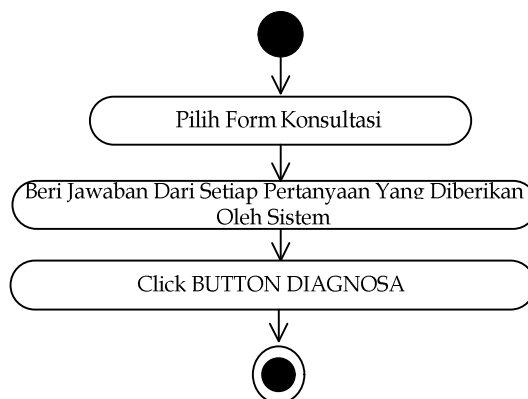 Pilih Form Konsultasi
Beri Jawaban Dari Setiap Pertanyaan Yang Diberikan
Oleh Sistem
Click BUTTON DIAGNOSA